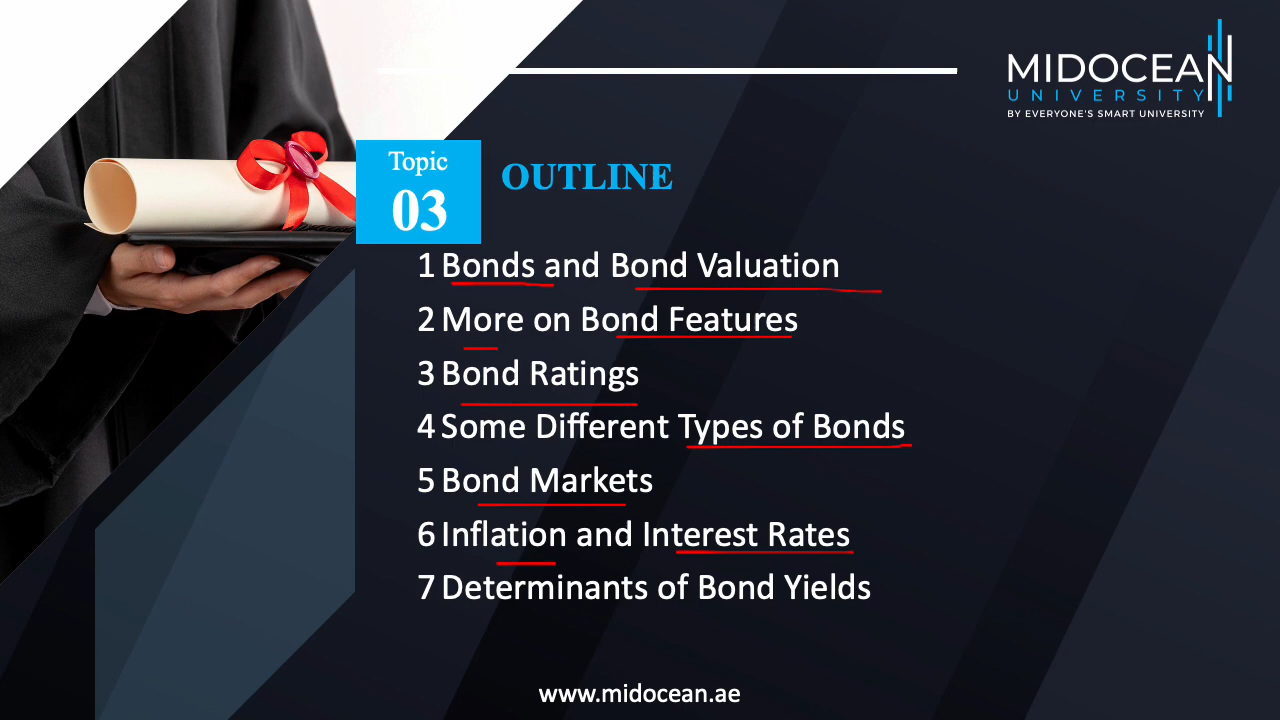 MIDOCEAN
UNIVERSITY
BY EVERYONE'S SMART UNIVERSITY
Topic
03
OUTLINE
1 Bonds and Bond Valuation
2 More on Bond Features
3 Bond Ratings
4 Some Different Types of Bonds
5 Bond Markets
6 Inflation and Interest Rates
7 Determinants of Bond Yields
www.midocean.ae